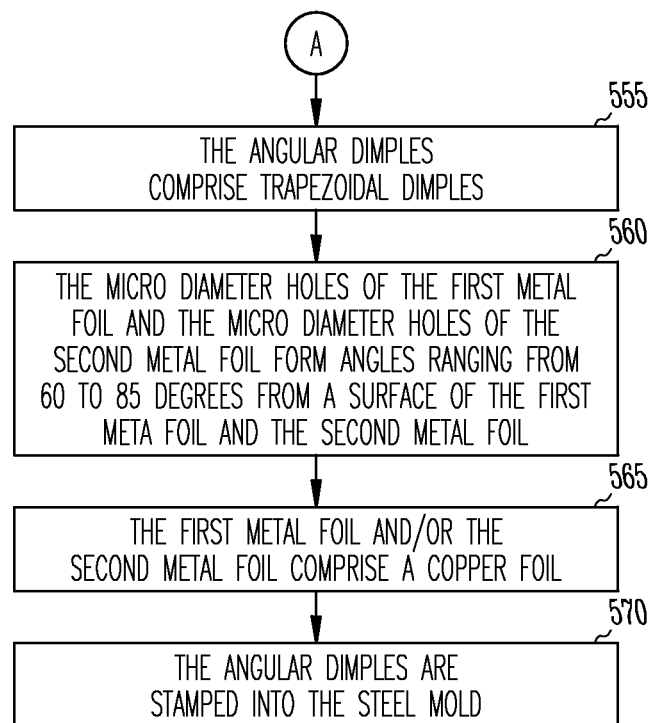 A
555
THE ANGULAR DIMPLES
COMPRISE TRAPEZOIDAL DIMPLES
560
THE MICRO DIAMETER HOLES OF THE FIRST METAL
FOIL AND THE MICRO DIAMETER HOLES OF THE
SECOND METAL FOIL FORM ANGLES RANGING FROM
60 TO 85 DEGREES FROM A SURFACE OF THE FIRST
META FOIL AND THE SECOND METAL FOIL
565
THE FIRST METAL FOIL AND/OR THE
SECOND METAL FOIL COMPRISE A COPPER FOIL
570
THE ANGULAR DIMPLES ARE
STAMPED INTO THE STEEL MOLD